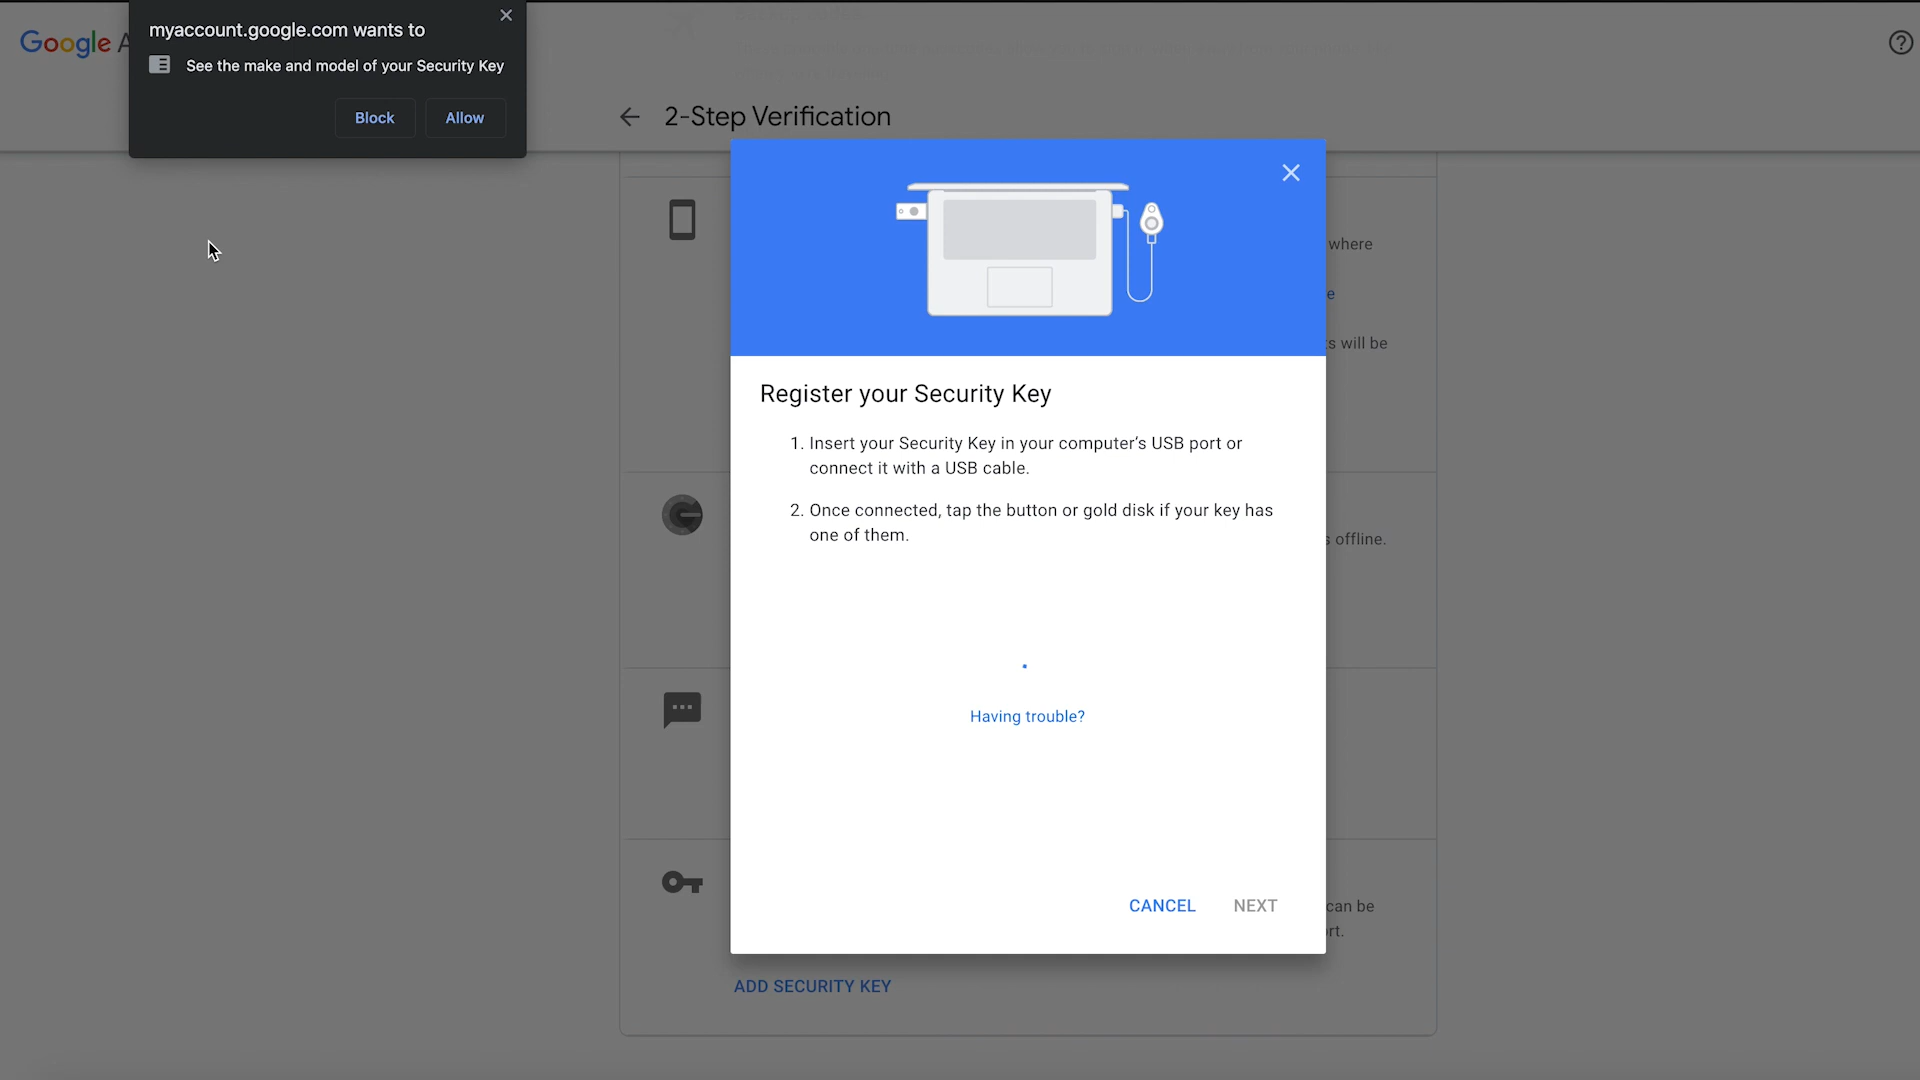 myaccount.google.com wants to
See the make and model of your Security Key
Block
Allow
Google A
2-Step Verification
where
e
s will be
Register your Security Key
1. Insert your Security Key in your computer's USB port or
connect it with a USB cable.
2. Once connected, tap the button or gold disk if your key has
one of them.
s offline.
Having trouble?
CANCEL
NEXT
can be
rt.
ADD SECURITY KEY